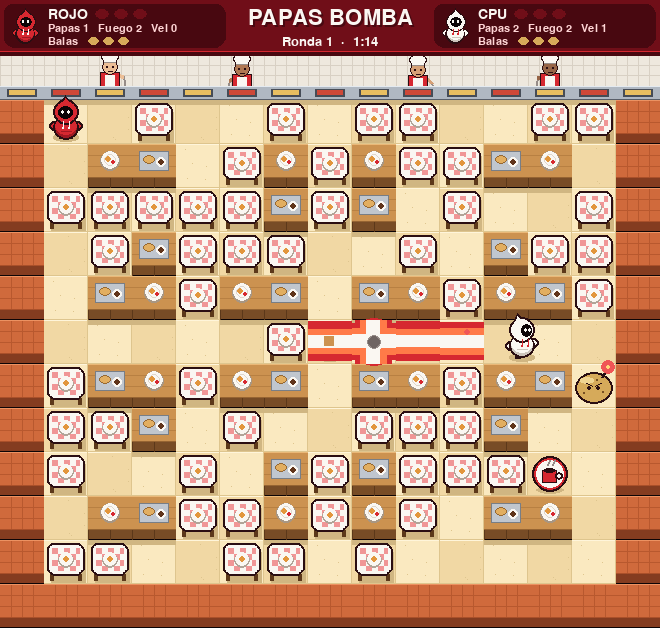 ROJO
Papas 1 Fuego 2 Vel 0
Balas
PAPAS BOMBA
Ronda 1 · 1:14
CPU
Papas 2 Fuego 2 Vel 1
Balas